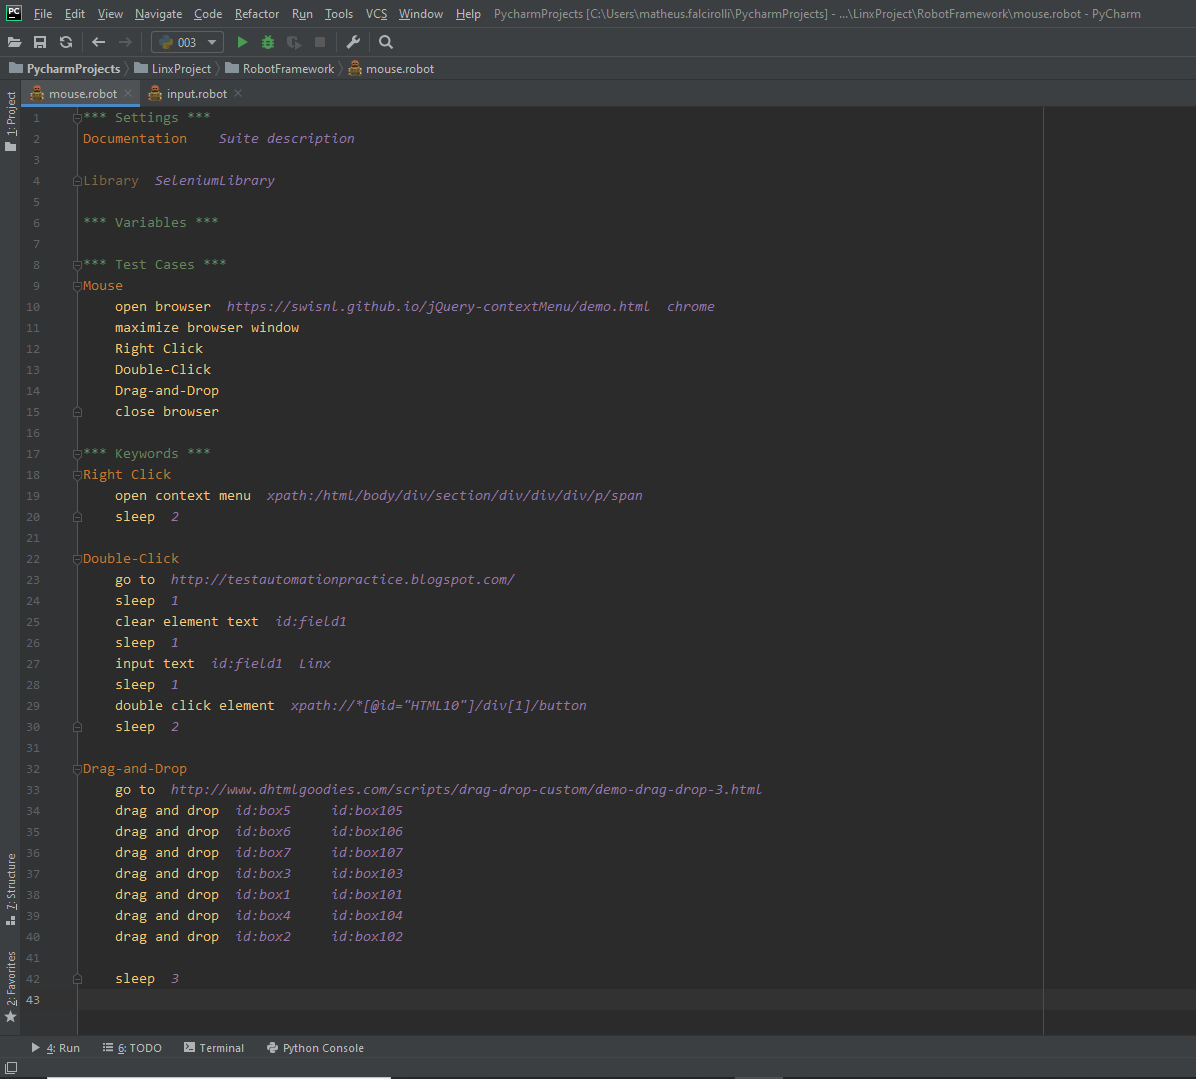 PC File Edit View Navigate Code Refactor Run Tools VCS Window Help PycharmProjects [C:\Users\matheus.falcirolli\PycharmProjects] - ...\LinxProject\RobotFramework\mouse.robot - PyCharm
003
PycharmProjects LinxProject RobotFramework mouse.robot
mouse.robot input.robot
1: Project
1 *** Settings ***
2 Documentation Suite description
3
4 Library SeleniumLibrary
5
6 *** Variables ***
7
8 *** Test Cases ***
9 Mouse
10 open browser https://swisnl.github.io/jQuery-contextMenu/demo.html chrome
11 maximize browser window
12 Right Click
13 Double-Click
14 Drag-and-Drop
15 close browser
16
17 *** Keywords ***
18 Right Click
19 open context menu xpath:/html/body/div/section/div/div/div/p/span
20 sleep 2
21
22 Double-Click
23 go to http://testautomationpractice.blogspot.com/
24 sleep 1
25 clear element text id:field1
26 sleep 1
27 input text id:field1 Linx
28 sleep 1
29 double click element xpath://*[@id="HTML10"]/div[1]/button
30 sleep 2
31
32 Drag-and-Drop
33 go to http://www.dhtmlgoodies.com/scripts/drag-drop-custom/demo-drag-drop-3.html
34 drag and drop id:box5 id:box105
35 drag and drop id:box6 id:box106
36 drag and drop id:box7 id:box107
37 drag and drop id:box3 id:box103
38 drag and drop id:box1 id:box101
39 drag and drop id:box4 id:box104
40 drag and drop id:box2 id:box102
41
42 sleep 3
43
7: Structure
2: Favorites
4: Run 6: TODO Terminal Python Console